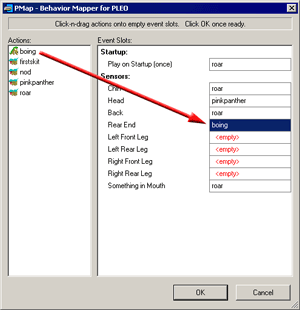 PMap - Behavior Mapper for PLEO
Click-n-drag actions onto empty event slots. Click OK once ready.
Actions:
boing
firstskit
nod
pinkpanther
roar
Event Slots:
Startup:
Play on Startup (once) roar
Sensors:
Chin roar
Head pinkpanther
Back roar
Rear End boing
Left Front Leg <empty>
Left Rear Leg <empty>
Right Front Leg <empty>
Right Rear Leg <empty>
Something in Mouth roar
OK Cancel